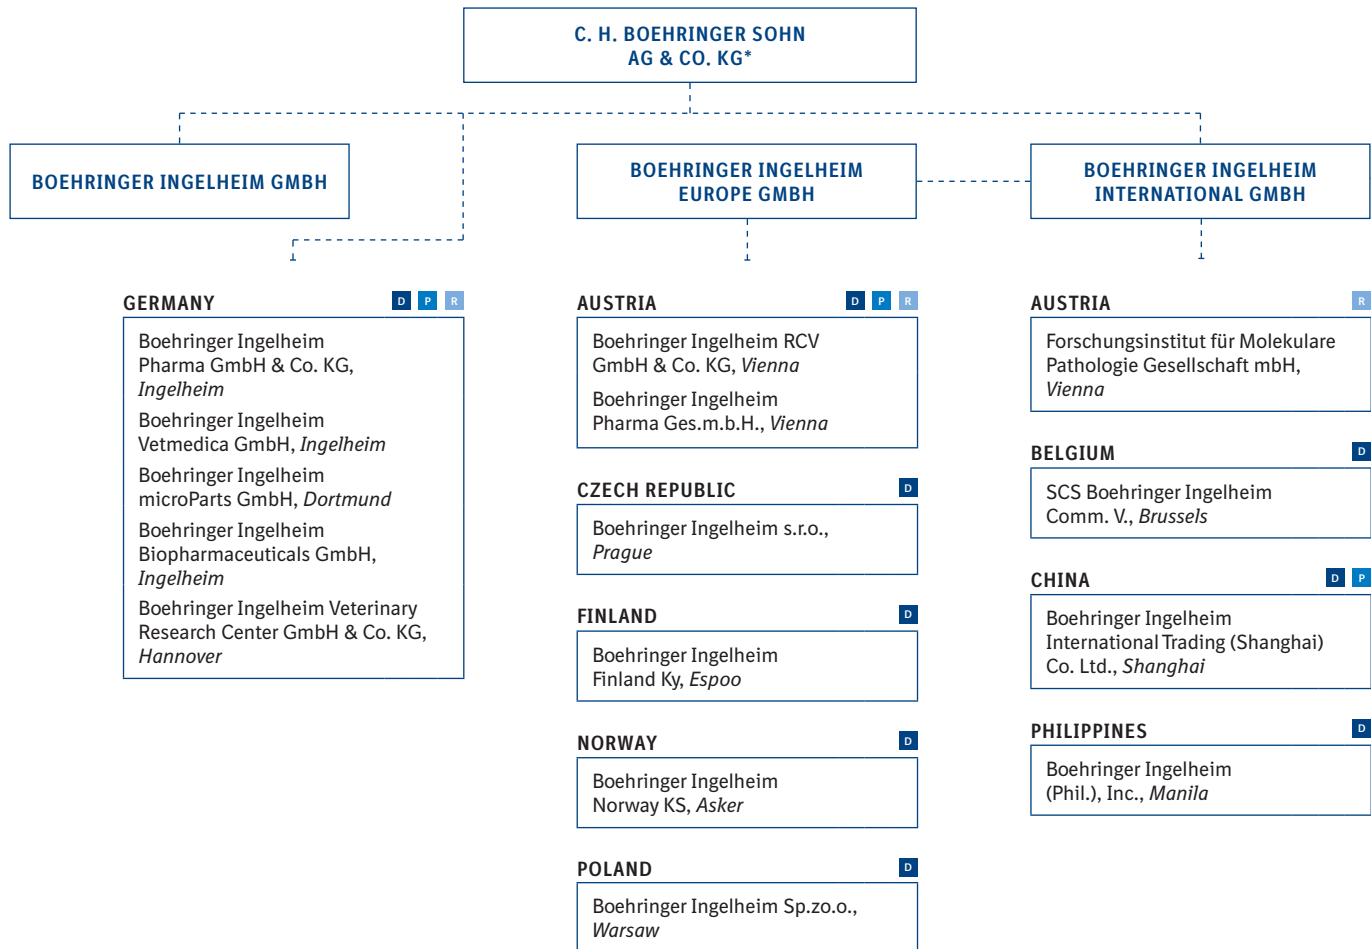 C. H. BOEHRINGER SOHN
AG & CO. KG*
BOEHRINGER INGELHEIM GMBH
BOEHRINGER INGELHEIM
EUROPE GMBH
BOEHRINGER INGELHEIM
INTERNATIONAL GMBH
GERMANY D P R
Boehringer Ingelheim
Pharma GmbH & Co. KG,
Ingelheim
Boehringer Ingelheim
Vetmedica GmbH, Ingelheim
Boehringer Ingelheim
microParts GmbH, Dortmund
Boehringer Ingelheim
Biopharmaceuticals GmbH,
Ingelheim
Boehringer Ingelheim Veterinary
Research Center GmbH & Co. KG,
Hannover
AUSTRIA D P R
Boehringer Ingelheim RCV
GmbH & Co. KG, Vienna
Boehringer Ingelheim
Pharma Ges.m.b.H., Vienna
CZECH REPUBLIC D
Boehringer Ingelheim s.r.o.,
Prague
FINLAND D
Boehringer Ingelheim
Finland Ky, Espoo
NORWAY D
Boehringer Ingelheim
Norway KS, Asker
POLAND D
Boehringer Ingelheim Sp.zo.o.,
Warsaw
AUSTRIA R
Forschungsinstitut für Molekulare
Pathologie Gesellschaft mbH,
Vienna
BELGIUM D
SCS Boehringer Ingelheim
Comm. V., Brussels
CHINA D P
Boehringer Ingelheim
International Trading (Shanghai)
Co. Ltd., Shanghai
PHILIPPINES D
Boehringer Ingelheim
(Phil.), Inc., Manila